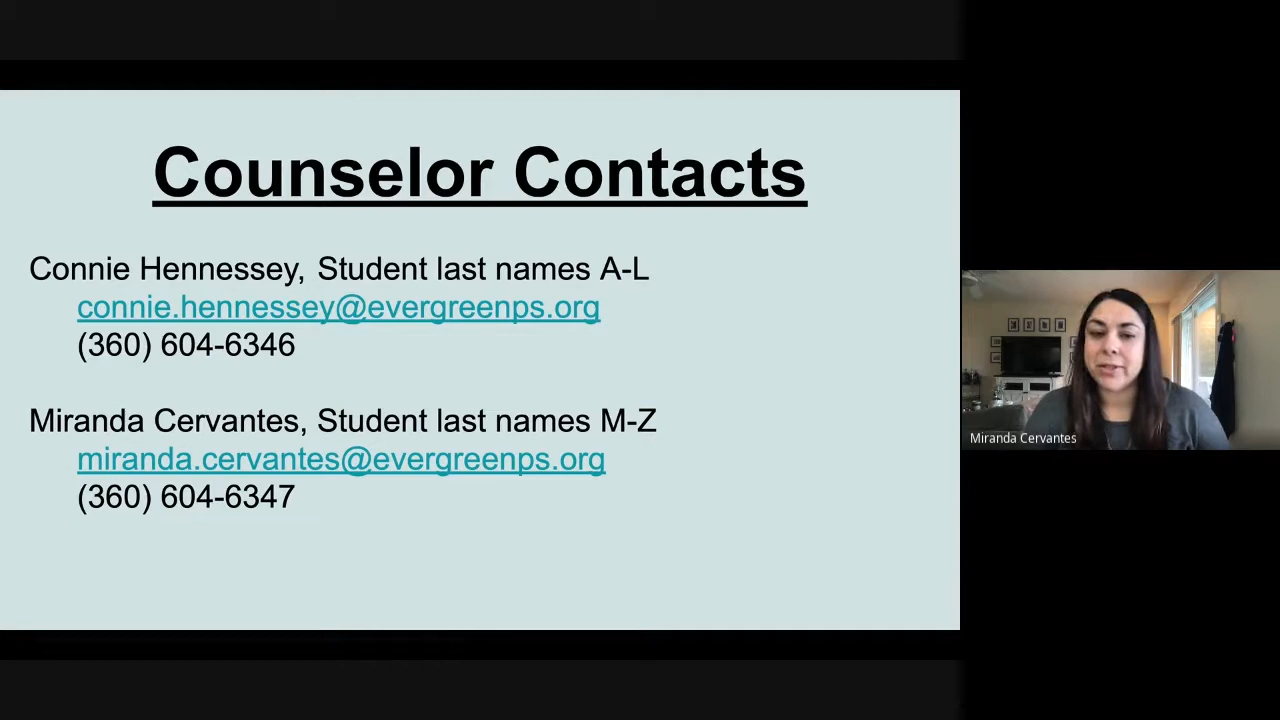 Counselor Contacts
Connie Hennessey, Student last names A-L
connie.hennessey@evergreenps.org
(360) 604-6346
Miranda Cervantes, Student last names M-Z
miranda.cervantes@evergreenps.org
(360) 604-6347
Miranda Cervantes